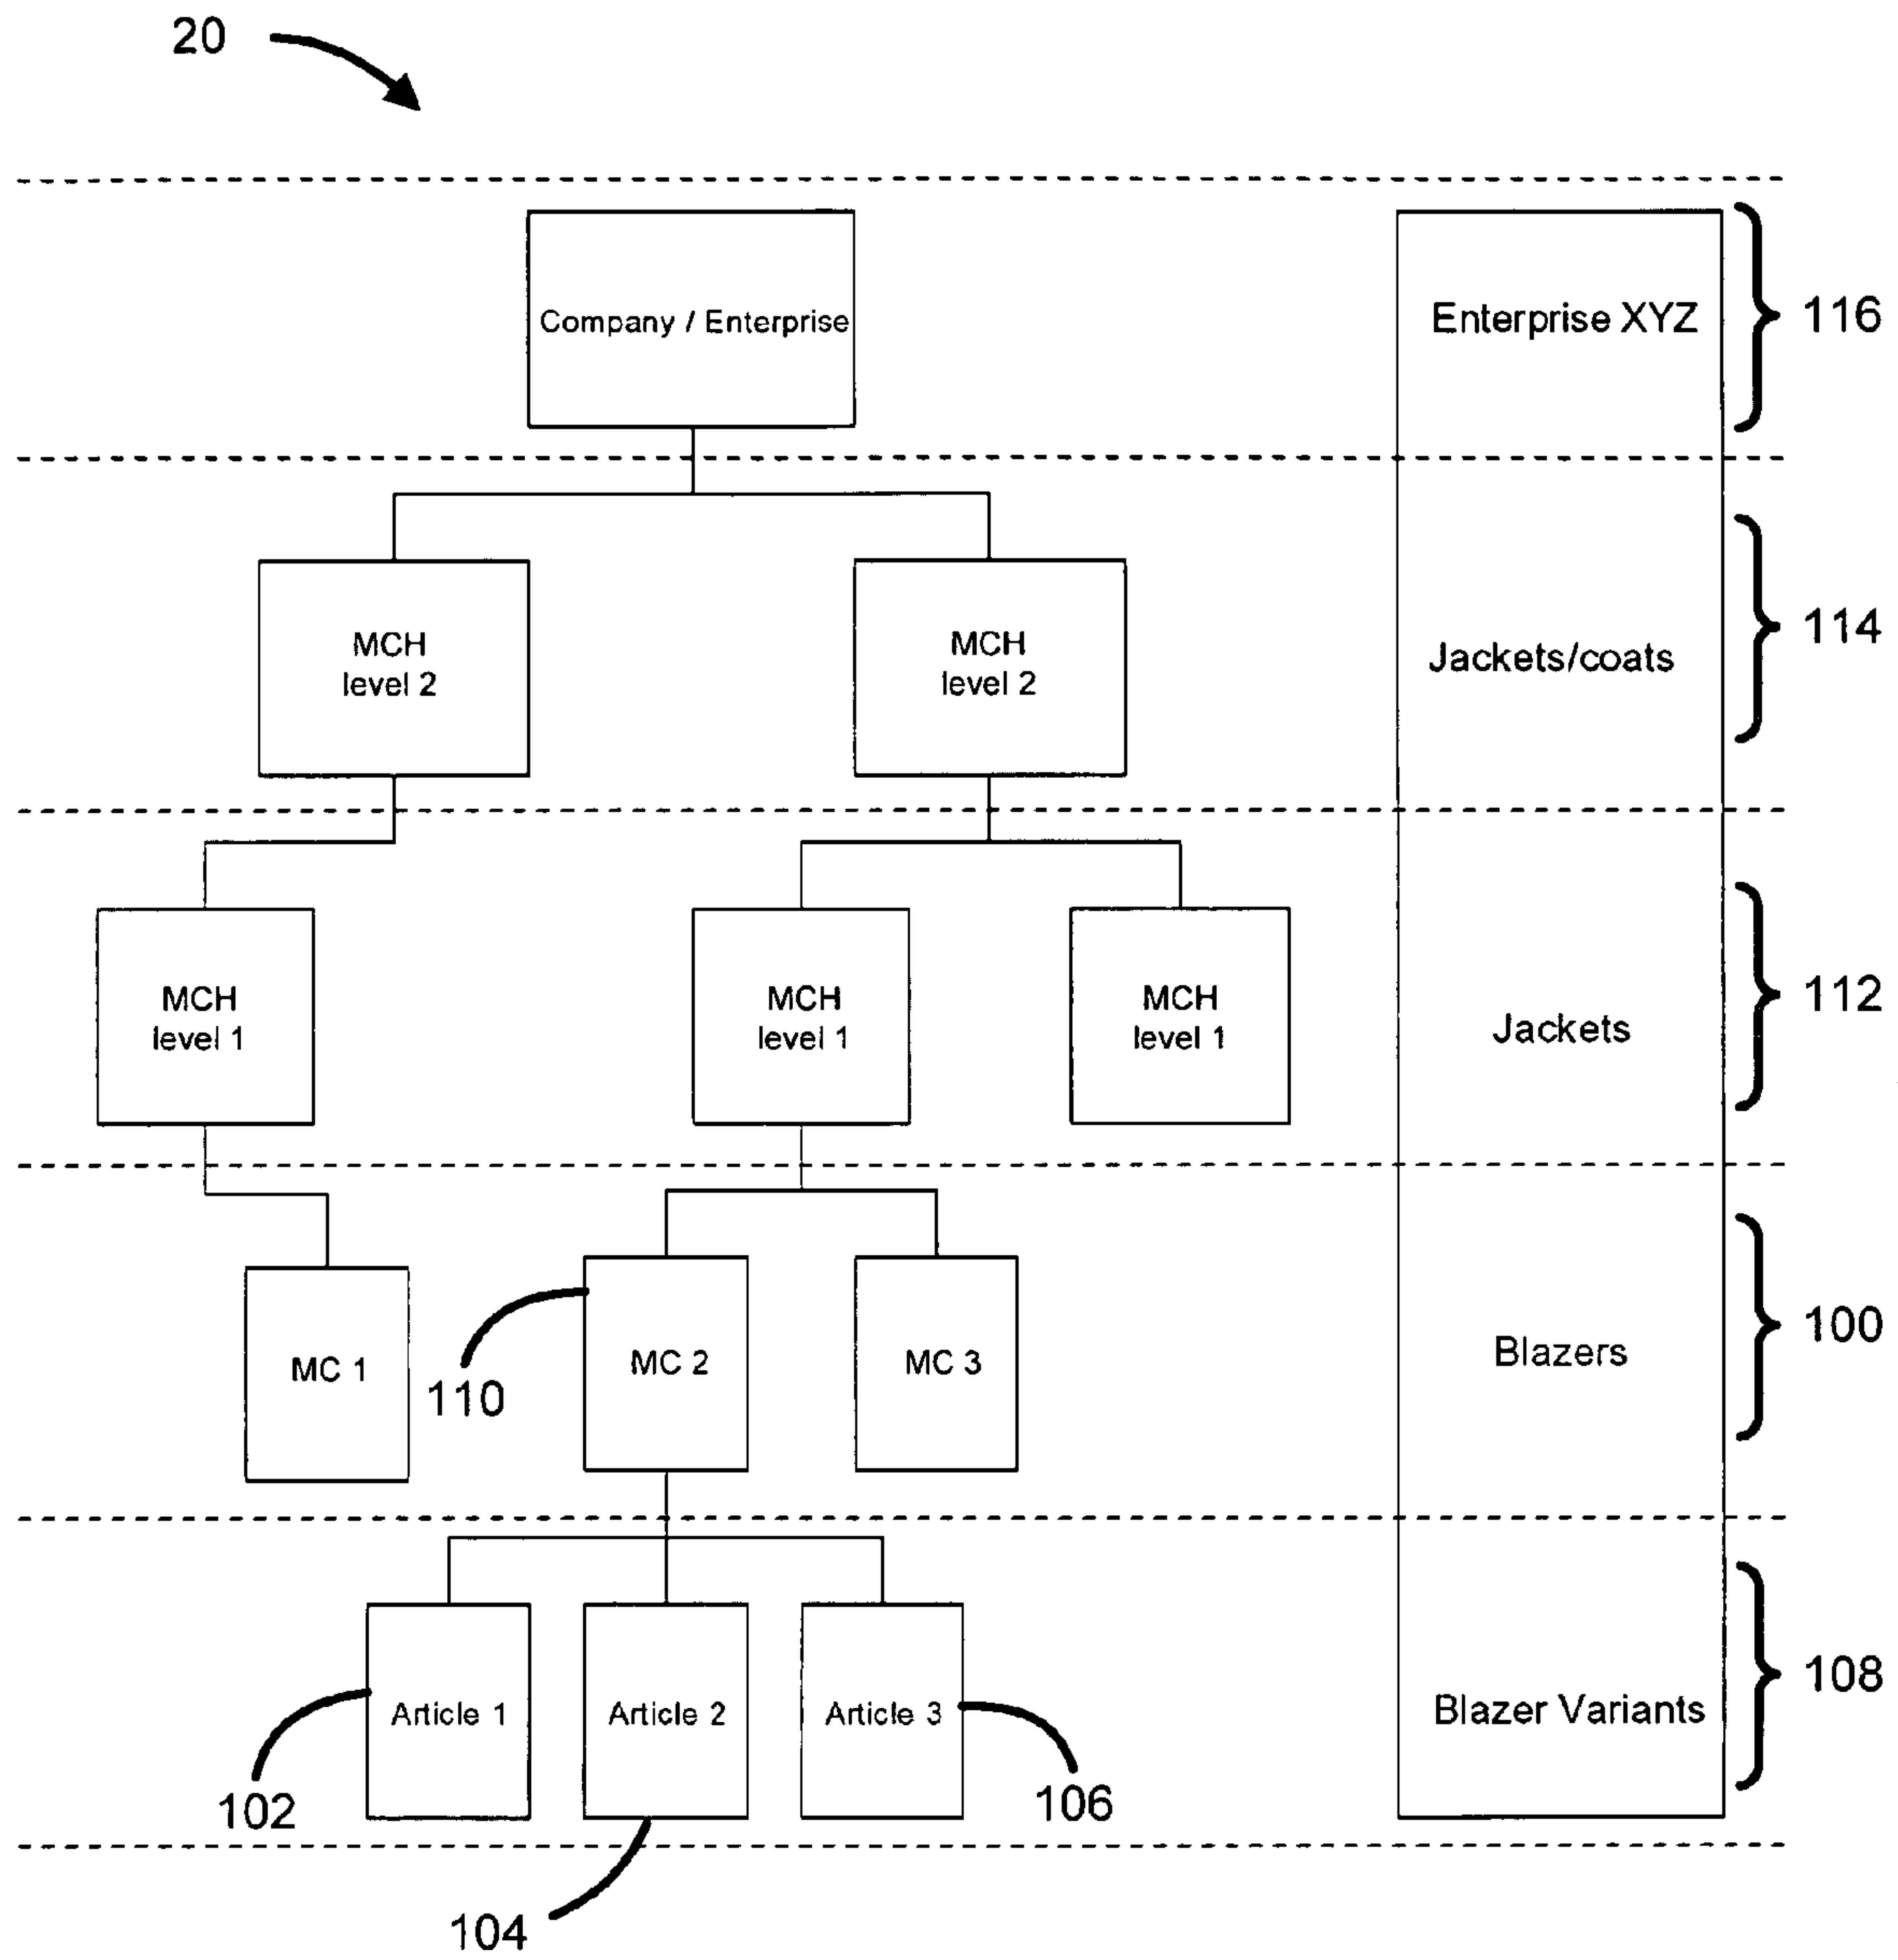 20
Company / Enterprise
Enterprise XYZ
116
MCH
level 2
MCH
level 2
Jackets/coats
114
MCH
level 1
MCH
level 1
MCH
level 1
Jackets
112
MC 1
110
MC 2
MC 3
Blazers
100
Article 1
Article 2
Article 3
Blazer Variants
108
102
106
104